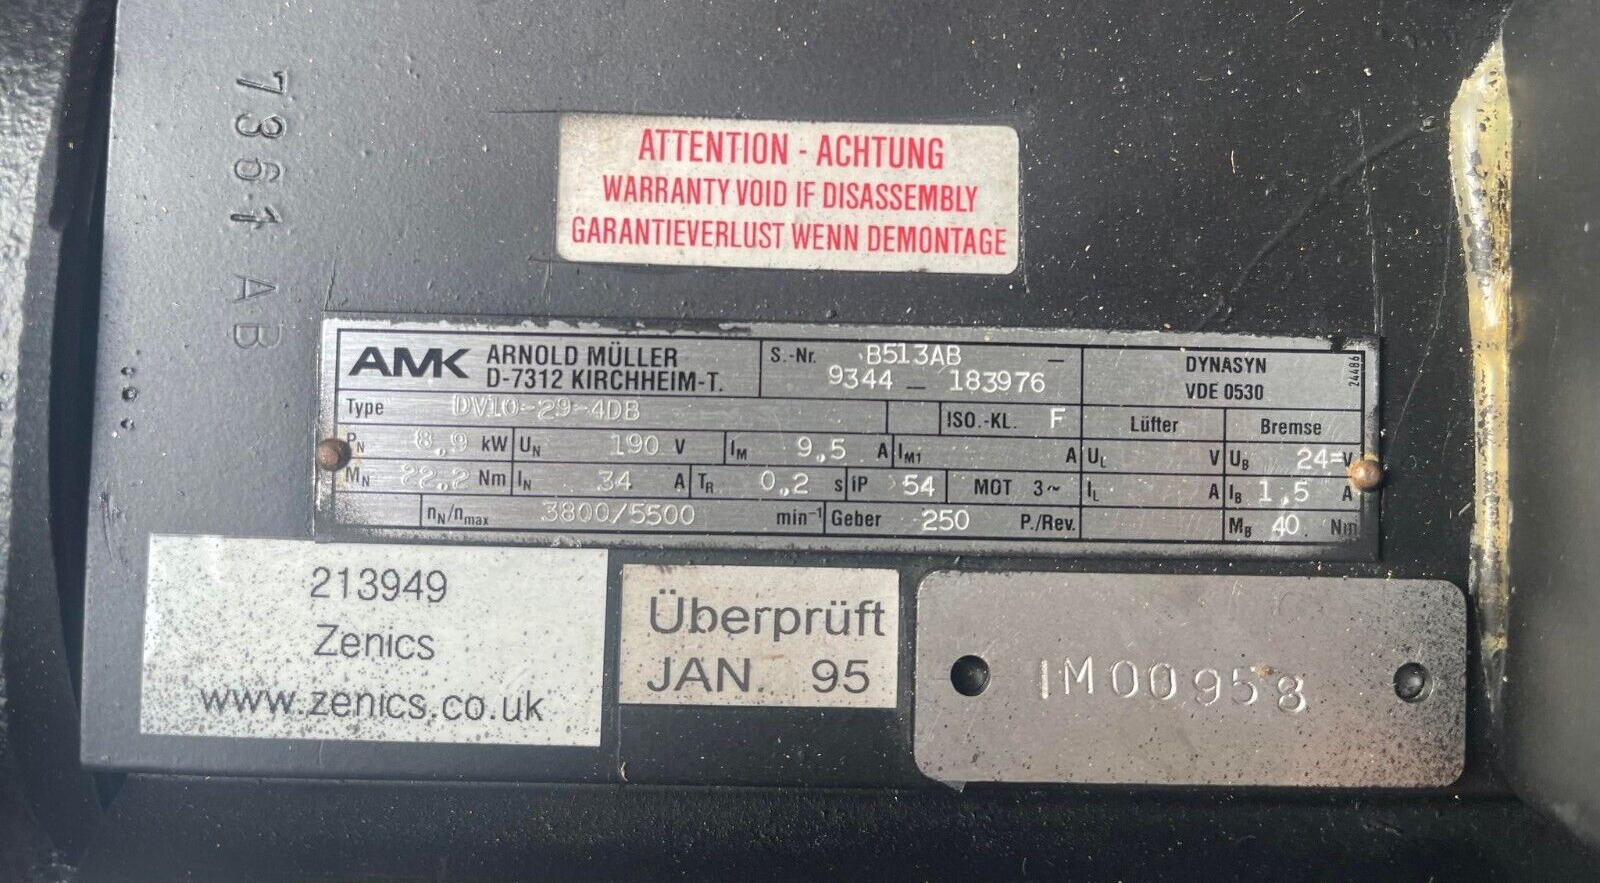 7361 AB
ATTENTION - ACHTUNG
WARRANTY VOID IF DISASSEMBLY
GARANTIEVERLUST WENN DEMONTAGE
AMK ARNOLD MÜLLER
D-7312 KIRCHHEIM-T.
S.-Nr. B513AB –
9344 – 183976
DYNASYN
VDE 0530
24486
Type DV10-29-4DB
ISO.-KL. F
Lüfter
Bremse
PN 8,9 kW UN 190 V IM 9,5 A IM1 A UL V UB 24=V
MN 22,2 Nm IN 34 A TR 0,2 s IP 54 MOT 3~ IL A IB 1,5 A
nN/nmax 3800/5500 min⁻¹ Geber 250 P./Rev. MB 40. Nm
213949
Zenics
www.zenics.co.uk
Überprüft
JAN. 95
1M00958